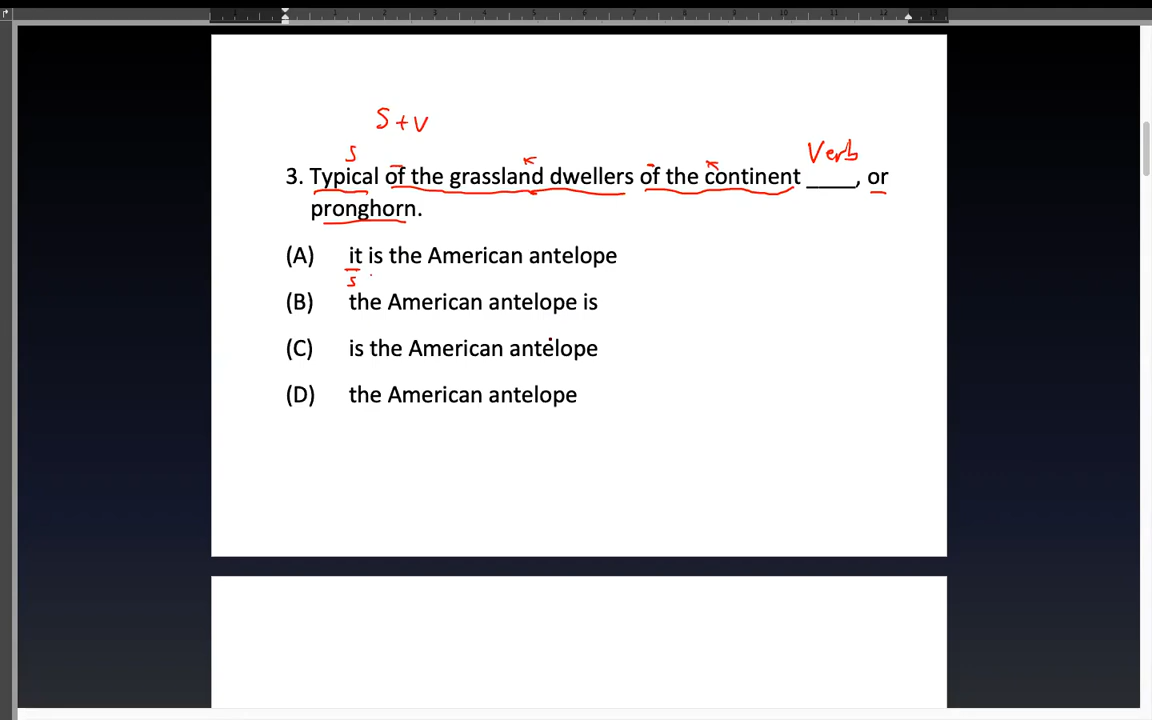 S + V
S
Verb
3. Typical of the grassland dwellers of the continent ____, or
pronghorn.
(A) it is the American antelope
S
(B) the American antelope is
(C) is the American antelope
(D) the American antelope